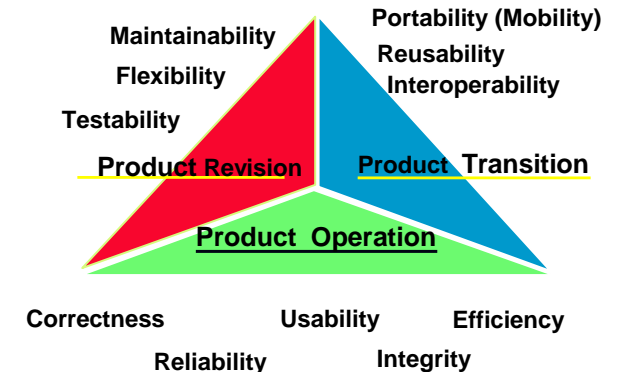 Maintainability
Flexibility
Testability
Product Revision
Portability (Mobility)
Reusability
Interoperability
Product Transition
Product Operation
Correctness
Usability
Efficiency
Reliability
Integrity